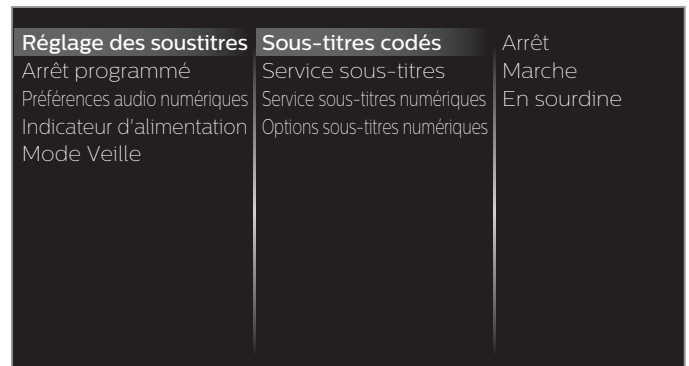 Réglage des soustitres
Arrêt programmé
Préférences audio numériques
Indicateur d'alimentation
Mode Veille
Sous-titres codés
Service sous-titres
Service sous-titres numériques
Options sous-titres numériques
Arrêt
Marche
En sourdine